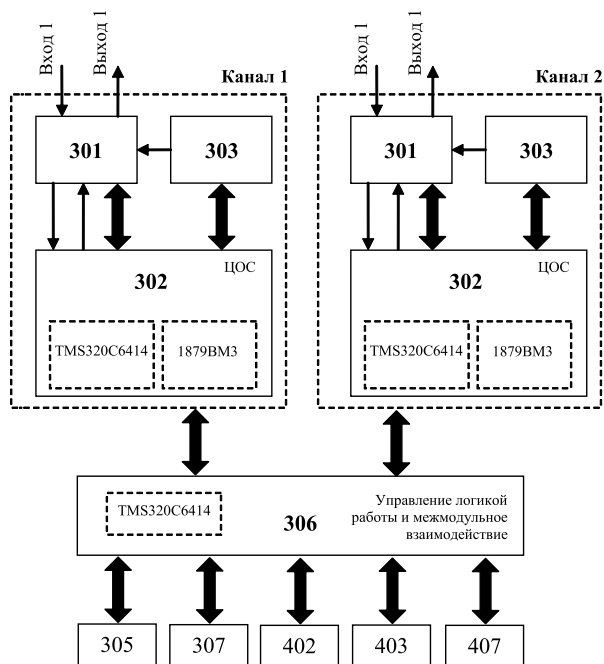 Вход 1
Выход 1
Канал 1
301
303
302
ЦОС
TMS320C6414
1879ВМ3
Вход 1
Выход 1
Канал 2
301
303
302
ЦОС
TMS320C6414
1879ВМ3
TMS320C6414
306
Управление логикой
работы и межмодульное
взаимодействие
305
307
402
403
407